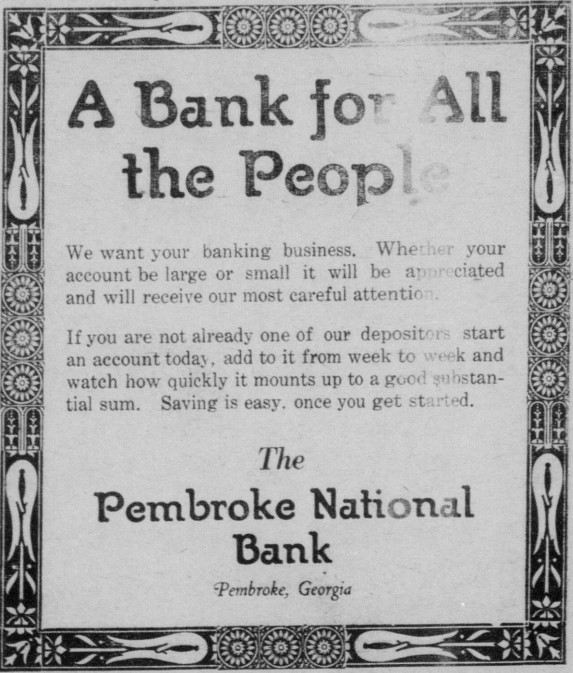 A Bank for All
the People
We want your banking business. Whether your
account be large or small it will be appreciated
and will receive our most careful attention.
If you are not already one of our depositors start
an account today, add to it from week to week and
watch how quickly it mounts up to a good substan-
tial sum. Saving is easy. once you get started.
The
Pembroke National
Bank
Pembroke, Georgia